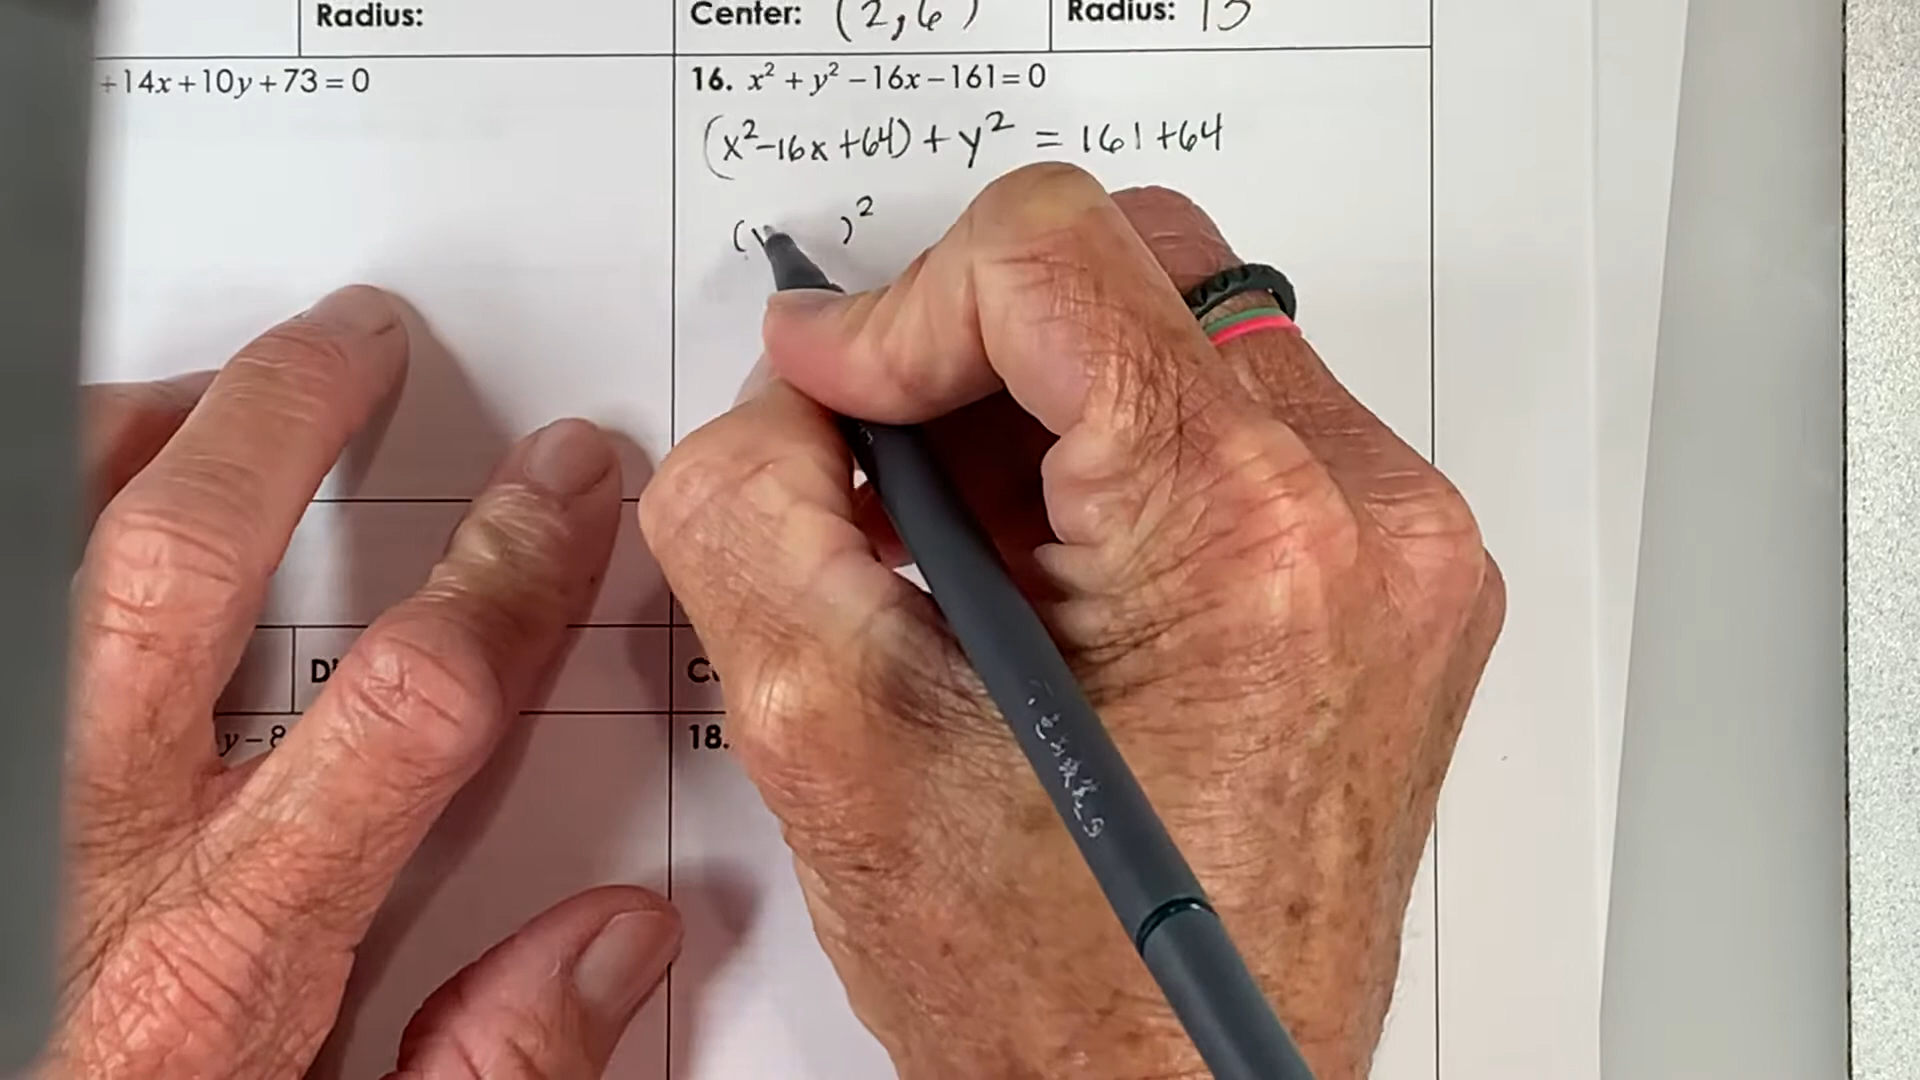 Radius:
Center: (2,6) Radius: 15
+14x+10y+73=0
16. x²+y²−16x−161=0
(x²-16x+64)+y² = 161+64
(x )²
y−8
18.